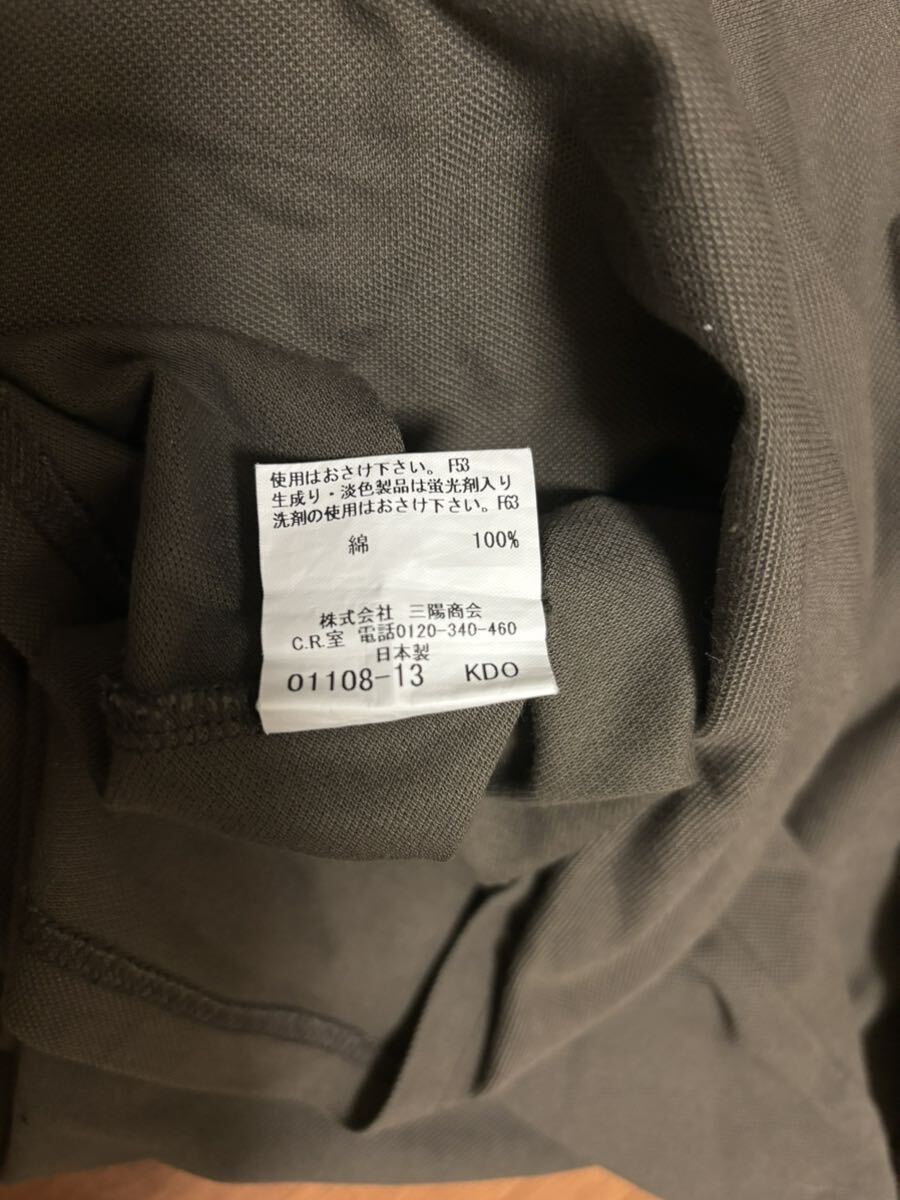 使用はおさけ下さい。 F53
生成り・淡色製品は蛍光剤入り
洗剤の使用はおさけ下さい。F63
綿 100%
株式会社 三陽商会
C.R.室 電話0120-340-460
日本製
01108-13 KDO